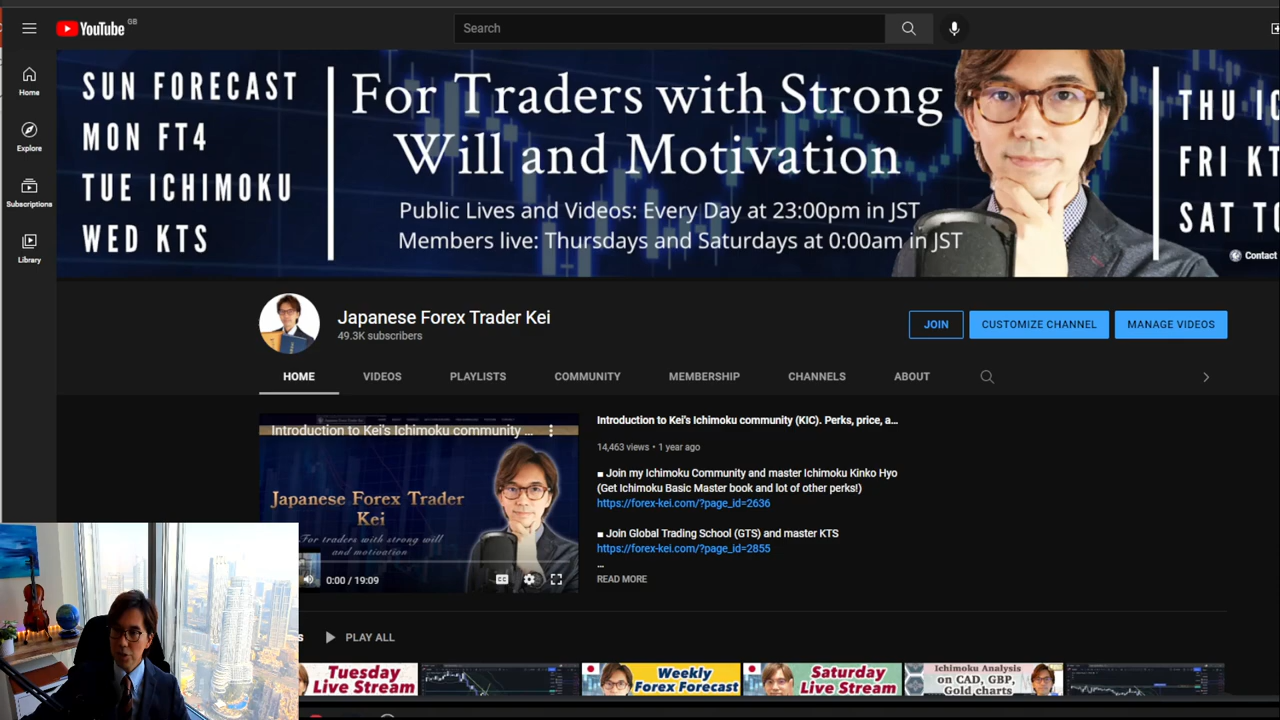 YouTube GB
Search
Home
Explore
Subscriptions
Library
SUN FORECAST
MON FT4
TUE ICHIMOKU
WED KTS
For Traders with Strong
Will and Motivation
Public Lives and Videos: Every Day at 23:00pm in JST
Members live: Thursdays and Saturdays at 0:00am in JST
THU IC
FRI KT
SAT TO
Contact
Japanese Forex Trader Kei
49.3K subscribers
JOIN
CUSTOMIZE CHANNEL
MANAGE VIDEOS
HOME
VIDEOS
PLAYLISTS
COMMUNITY
MEMBERSHIP
CHANNELS
ABOUT
Introduction to Kei's Ichimoku community ...
Japanese Forex Trader
Kei
For traders with strong will
and motivation
0:00 / 19:09
CC
Introduction to Kei's Ichimoku community (KIC). Perks, price, a...
14,463 views • 1 year ago
■ Join my Ichimoku Community and master Ichimoku Kinko Hyo
(Get Ichimoku Basic Master book and lot of other perks!)
https://forex-kei.com/?page_id=2636
■ Join Global Trading School (GTS) and master KTS
https://forex-kei.com/?page_id=2855
...
READ MORE
s
PLAY ALL
Tuesday
Live Stream
Weekly
Forex Forecast
Saturday
Live Stream
Ichimoku Analysis
on CAD, GBP,
Gold charts